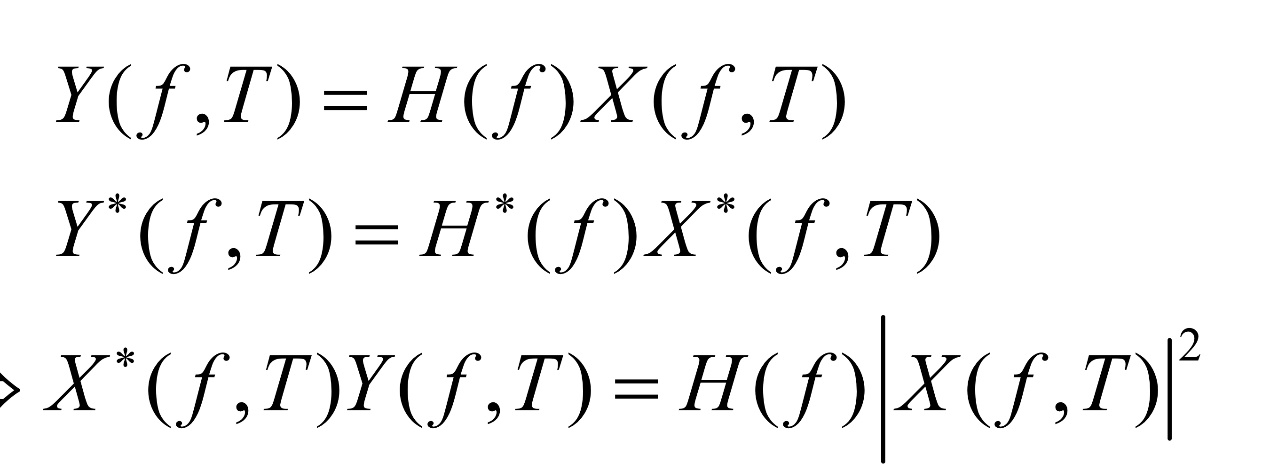 Y(f,T) = H(f)X(f,T)
Y*(f,T) = H*(f)X*(f,T)
X*(f,T)Y(f,T) = H(f)|X(f,T)|²